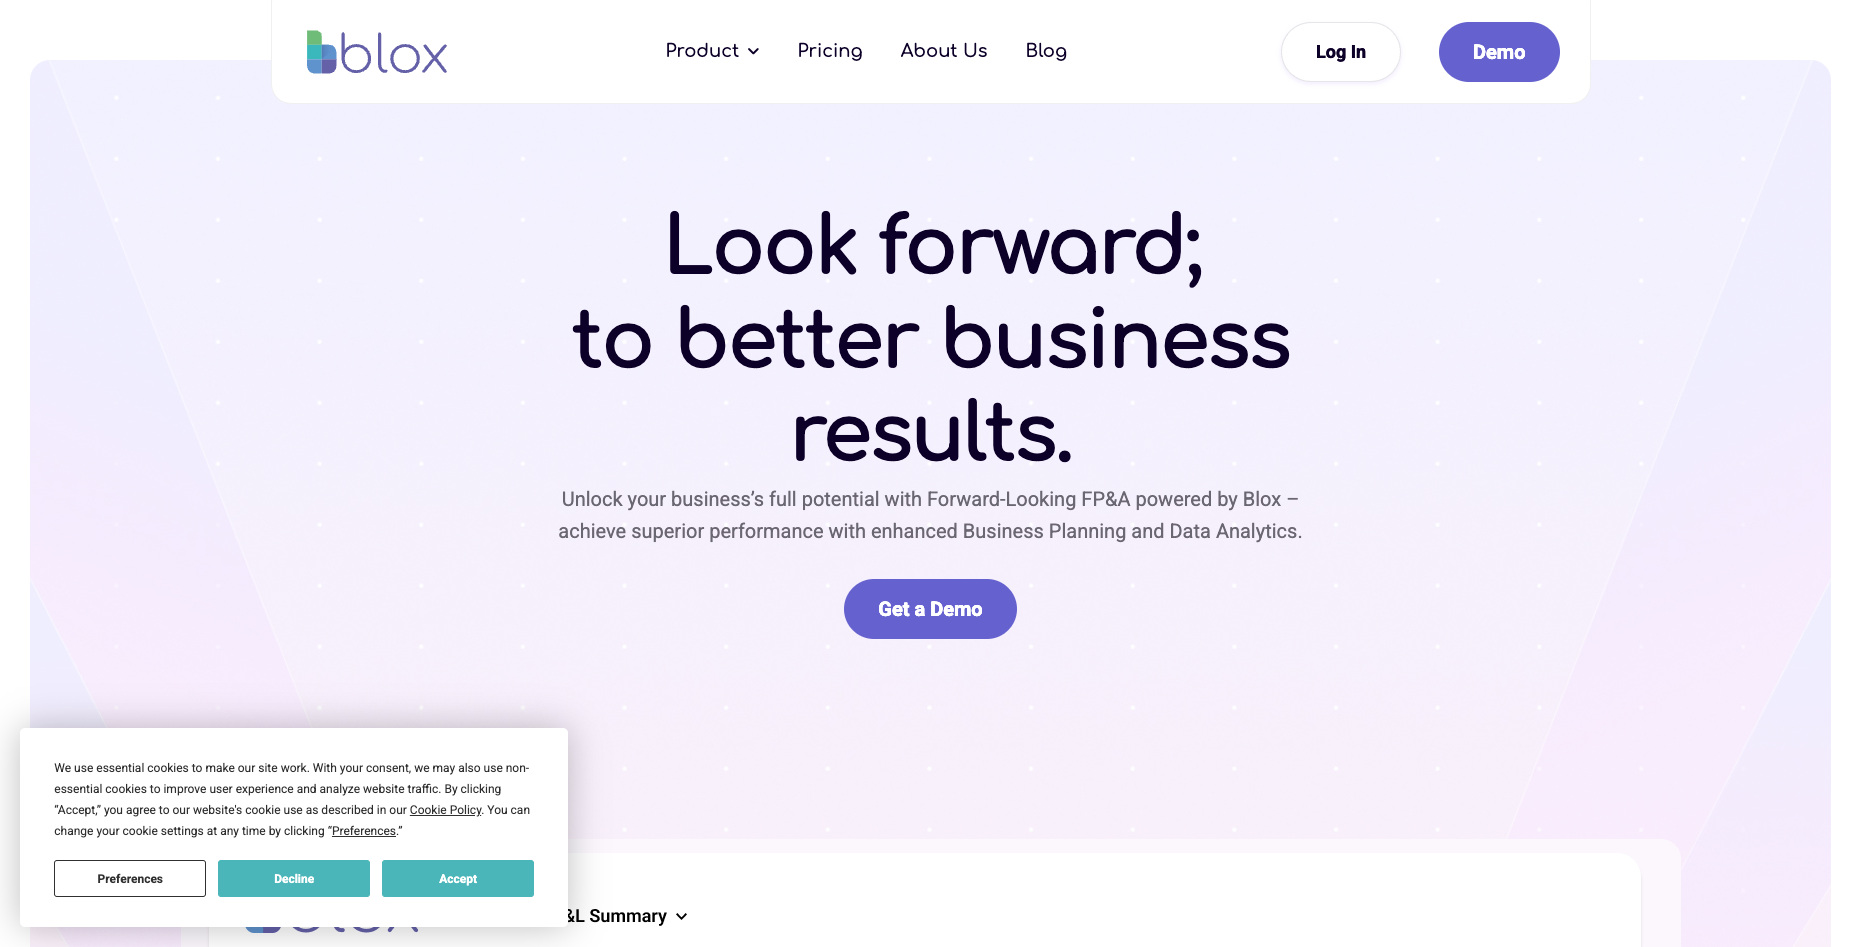 blox
Product
Pricing
About Us
Blog
Log In
Demo
Look forward;
to better business
results.
Unlock your business’s full potential with Forward-Looking FP&A powered by Blox –
achieve superior performance with enhanced Business Planning and Data Analytics.
Get a Demo
We use essential cookies to make our site work. With your consent, we may also use non-
essential cookies to improve user experience and analyze website traffic. By clicking
“Accept,” you agree to our website's cookie use as described in our Cookie Policy. You can
change your cookie settings at any time by clicking “Preferences.”
Preferences
Decline
Accept
&L Summary